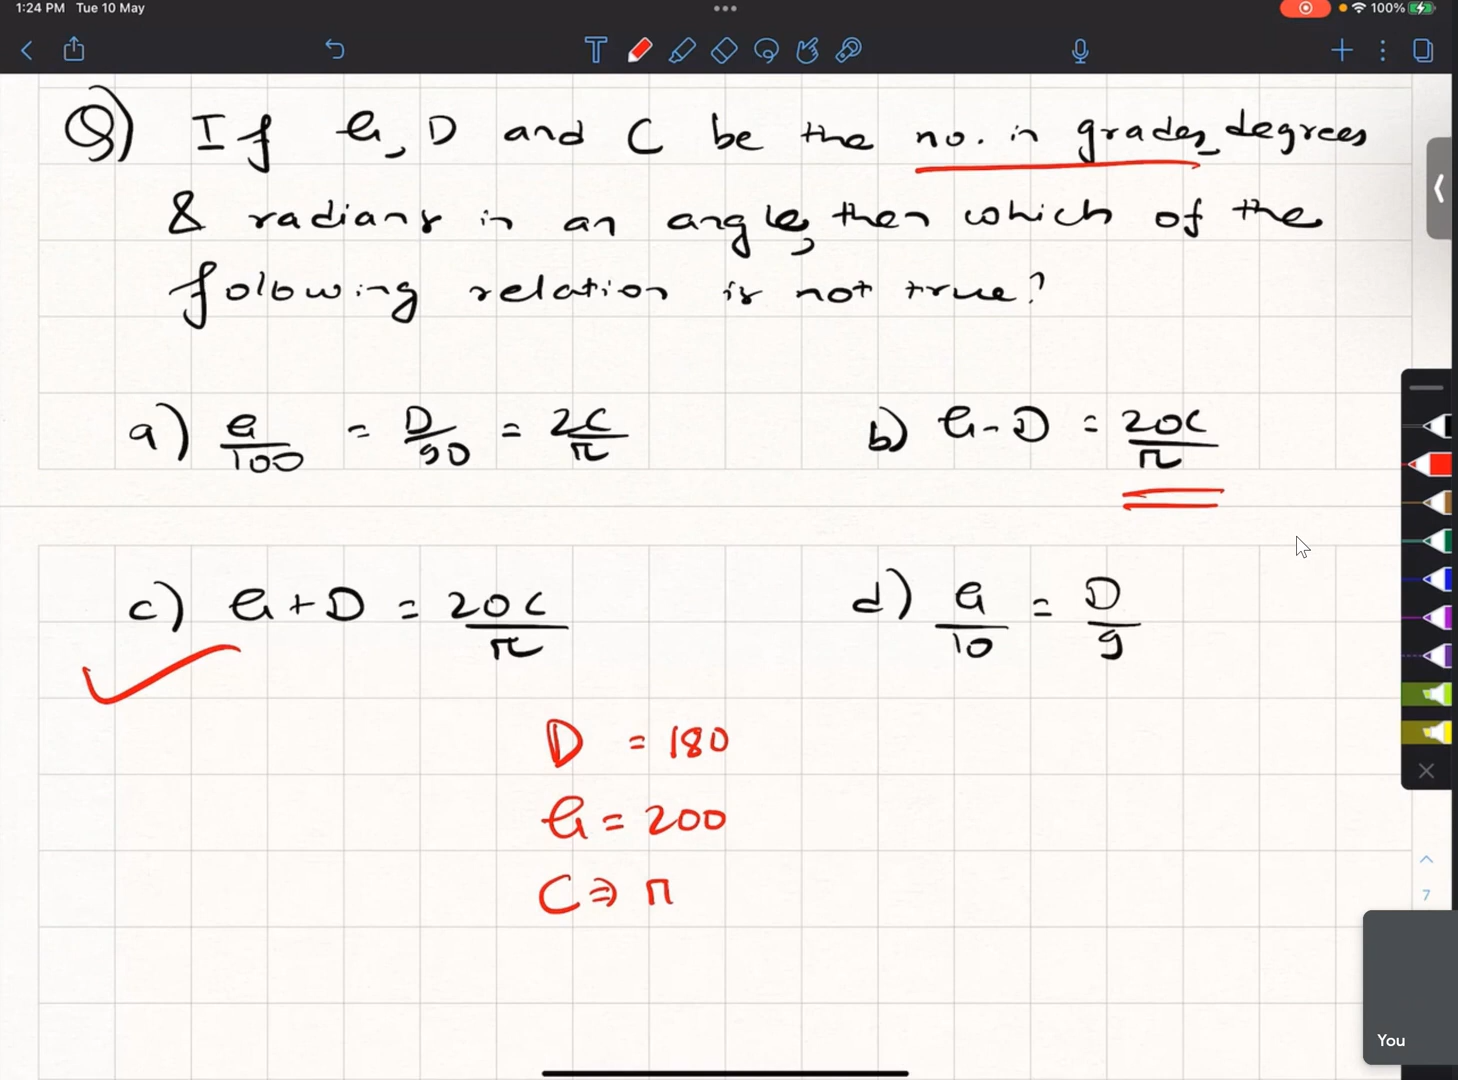 1:24 PM Tue 10 May
100%
Q) If G, D and C be the no. in grades, degrees
& radians in an angle, then which of the
following relation is not true?
a) G/100 = D/90 = 2C/π
b) G - D = 20C/π
c) G + D = 20C/π
d) G/10 = D/9
D = 180
G = 200
C ⇒ π
7
You